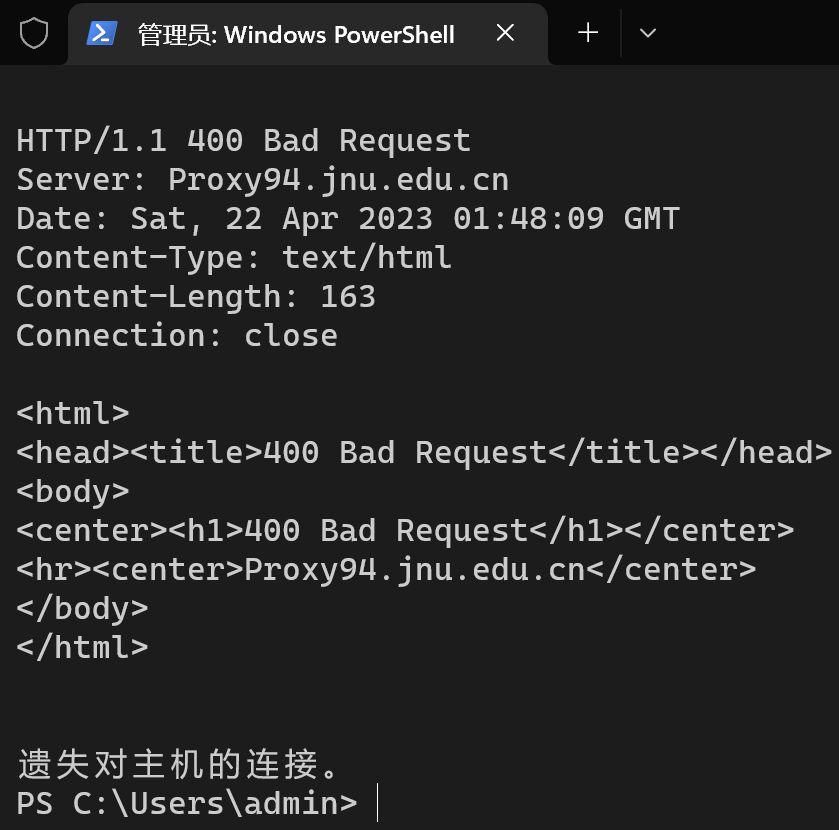 管理员: Windows PowerShell
HTTP/1.1 400 Bad Request
Server: Proxy94.jnu.edu.cn
Date: Sat, 22 Apr 2023 01:48:09 GMT
Content-Type: text/html
Content-Length: 163
Connection: close
<html>
<head><title>400 Bad Request</title></head>
<body>
<center><h1>400 Bad Request</h1></center>
<hr><center>Proxy94.jnu.edu.cn</center>
</body>
</html>
遗失对主机的连接。
PS C:\Users\admin>